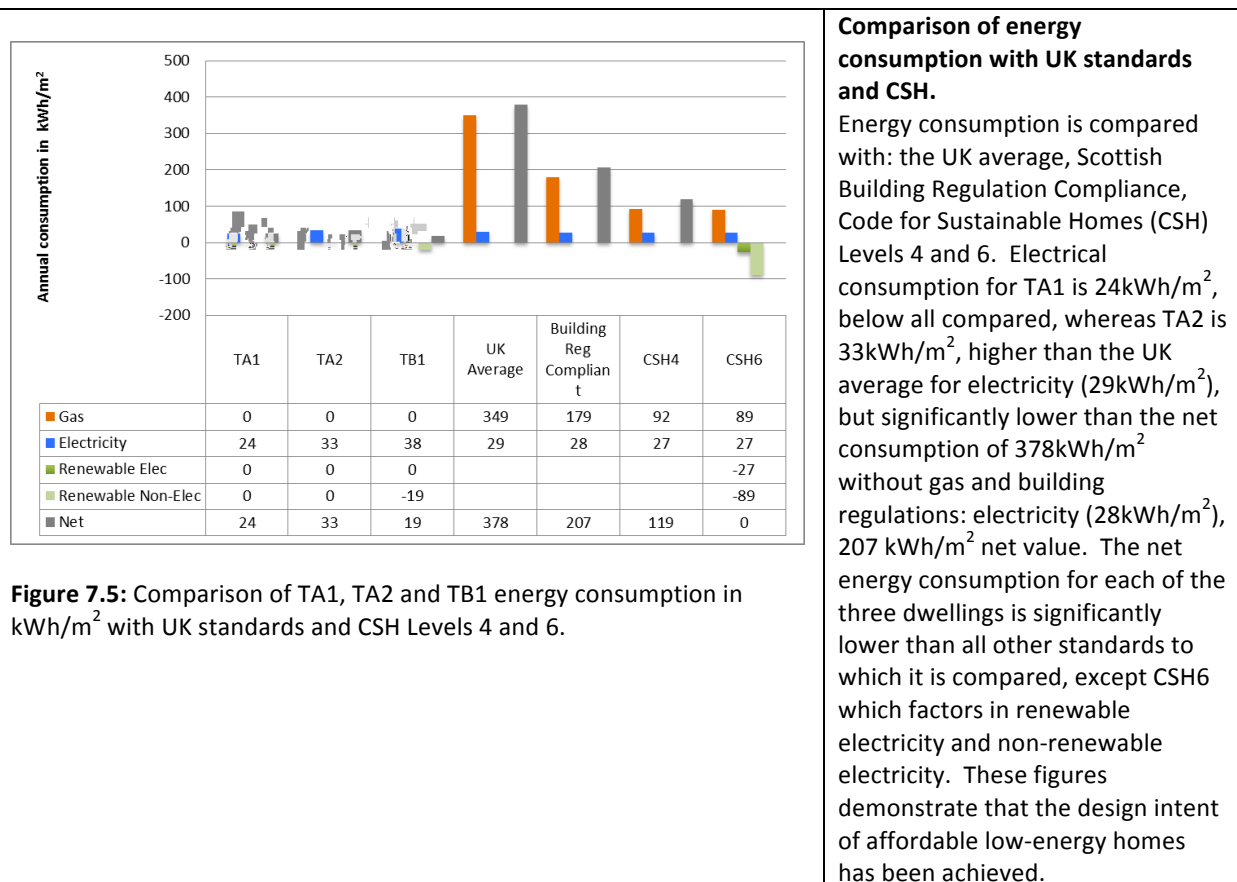 Annual consumption in kWh/m²
500
400
300
200
100
0
-100
-200
TA1 TA2 TB1 UK Average Building Reg Complian t CSH4 CSH6
Gas 0 0 0 349 179 92 89
Electricity 24 33 38 29 28 27 27
Renewable Elec 0 0 0 -27
Renewable Non-Elec 0 0 -19 -89
Net 24 33 19 378 207 119 0
Figure 7.5: Comparison of TA1, TA2 and TB1 energy consumption in
kWh/m² with UK standards and CSH Levels 4 and 6.
Comparison of energy
consumption with UK standards
and CSH.
Energy consumption is compared
with: the UK average, Scottish
Building Regulation Compliance,
Code for Sustainable Homes (CSH)
Levels 4 and 6. Electrical
consumption for TA1 is 24kWh/m²,
below all compared, whereas TA2 is
33kWh/m², higher than the UK
average for electricity (29kWh/m²),
but significantly lower than the net
consumption of 378kWh/m²
without gas and building
regulations: electricity (28kWh/m²),
207 kWh/m² net value. The net
energy consumption for each of the
three dwellings is significantly
lower than all other standards to
which it is compared, except CSH6
which factors in renewable
electricity and non-renewable
electricity. These figures
demonstrate that the design intent
of affordable low-energy homes
has been achieved.